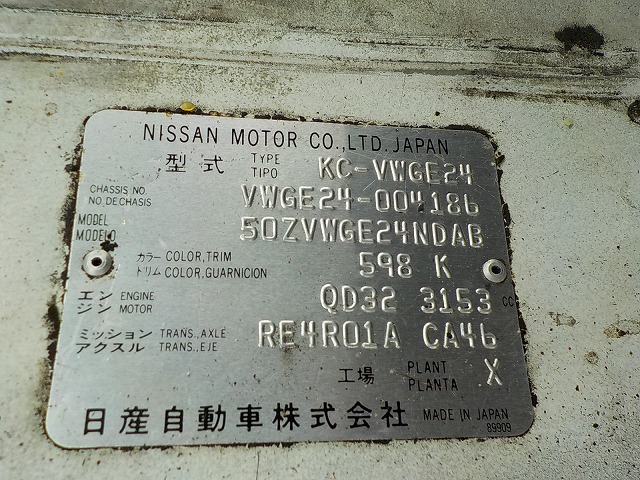 NISSAN MOTOR CO.,LTD.JAPAN
型式 TYPE TIPO KC-VWGE24
CHASSIS NO. NO.DECHASIS VWGE24-004186
MODEL MODELO 50ZVWGE24NDAB
カラー COLOR,TRIM
トリム COLOR,GUARNICION 598 K
エンジン ENGINE MOTOR QD32 3153 CC
ミッション TRANS.,AXLE
アクスル TRANS.,EJE RE4R01A CA46
工場 PLANT PLANTA X
日産自動車株式会社 MADE IN JAPAN
89909